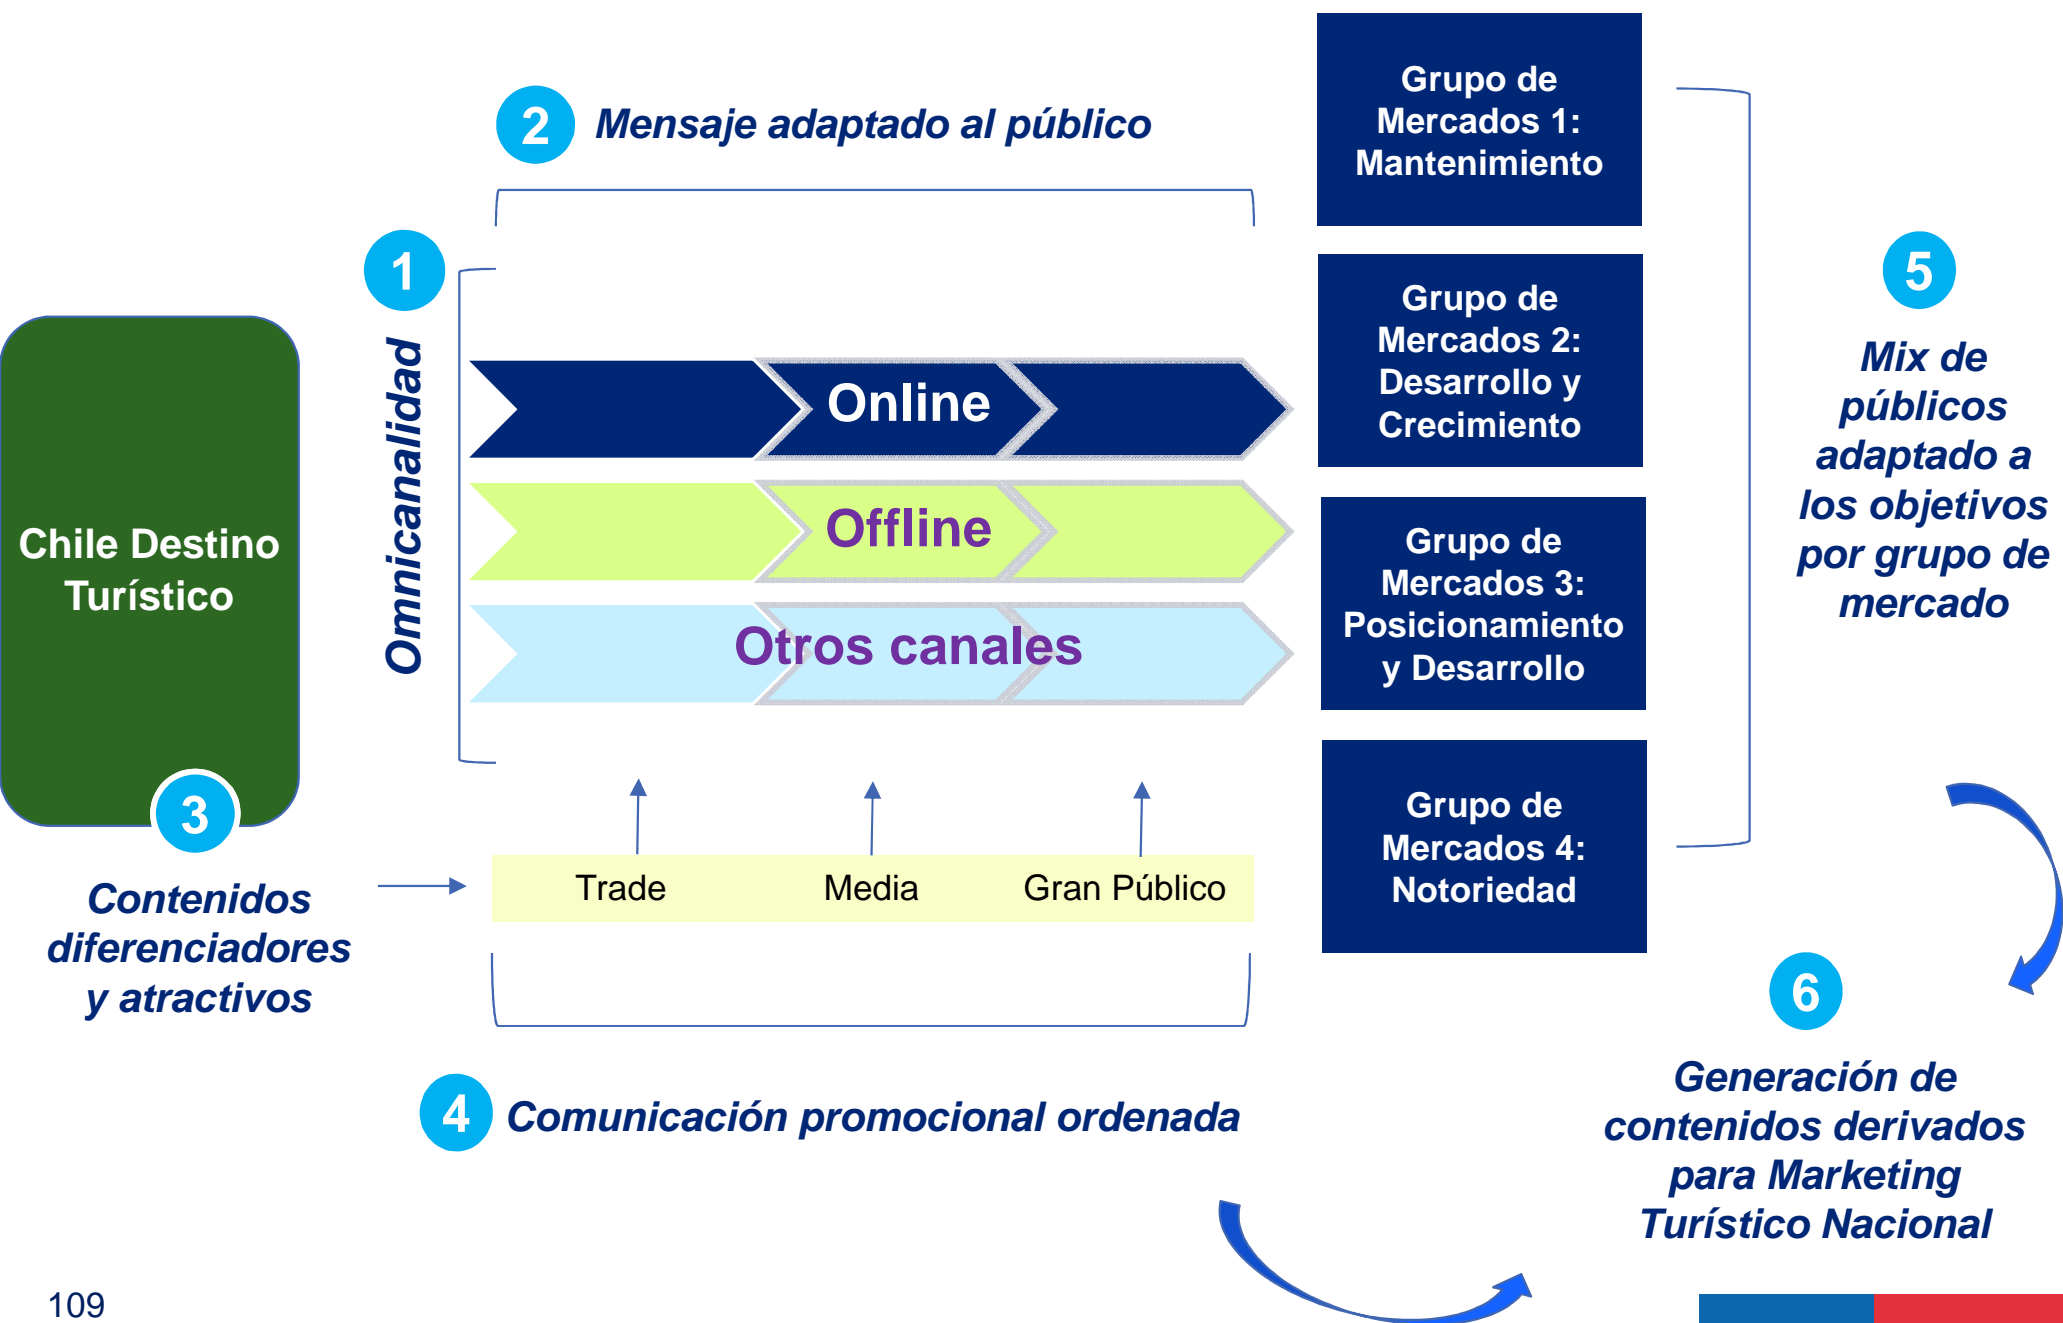 2
Mensaje adaptado al público
1
Omnicanalidad
Chile Destino
Turístico
3
Contenidos
diferenciadores
y atractivos
Online
Offline
Otros canales
Trade
Media
Gran Público
4
Comunicación promocional ordenada
Grupo de
Mercados 1:
Mantenimiento
Grupo de
Mercados 2:
Desarrollo y
Crecimiento
Grupo de
Mercados 3:
Posicionamiento
y Desarrollo
Grupo de
Mercados 4:
Notoriedad
5
Mix de
públicos
adaptado a
los objetivos
por grupo de
mercado
6
Generación de
contenidos derivados
para Marketing
Turístico Nacional
109